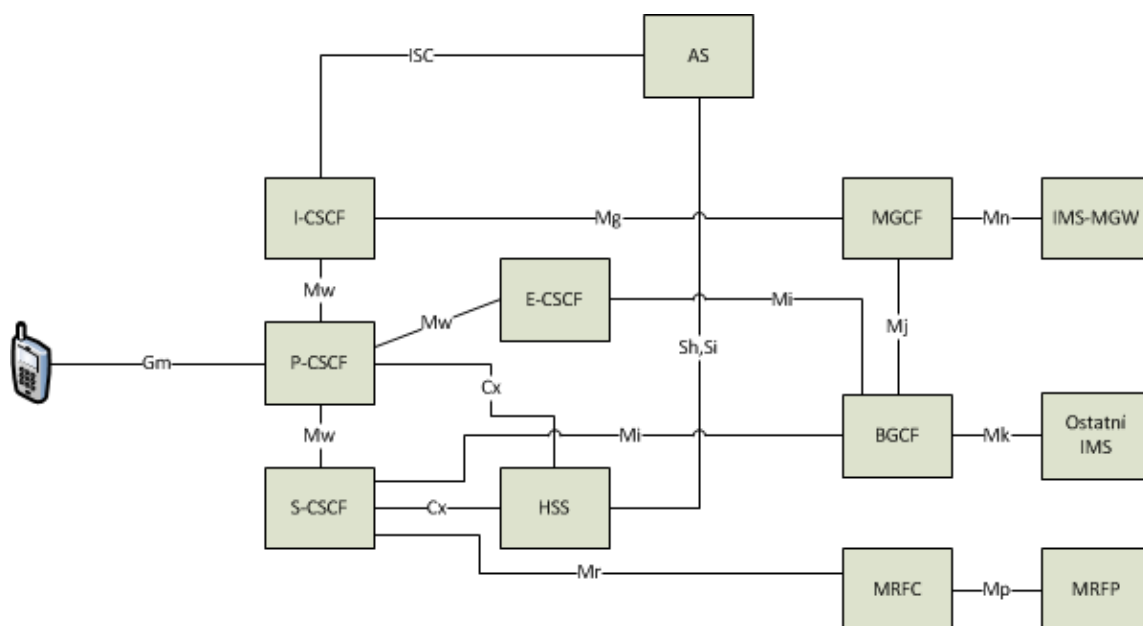 ISC
AS
I-CSCF
Mg
MGCF
Mn
IMS-MGW
Mw
E-CSCF
Mi
Mw
Mj
Sh,Si
Gm
P-CSCF
Cx
Mw
Mi
BGCF
Mk
Ostatní
IMS
S-CSCF
Cx
HSS
Mr
MRFC
Mp
MRFP